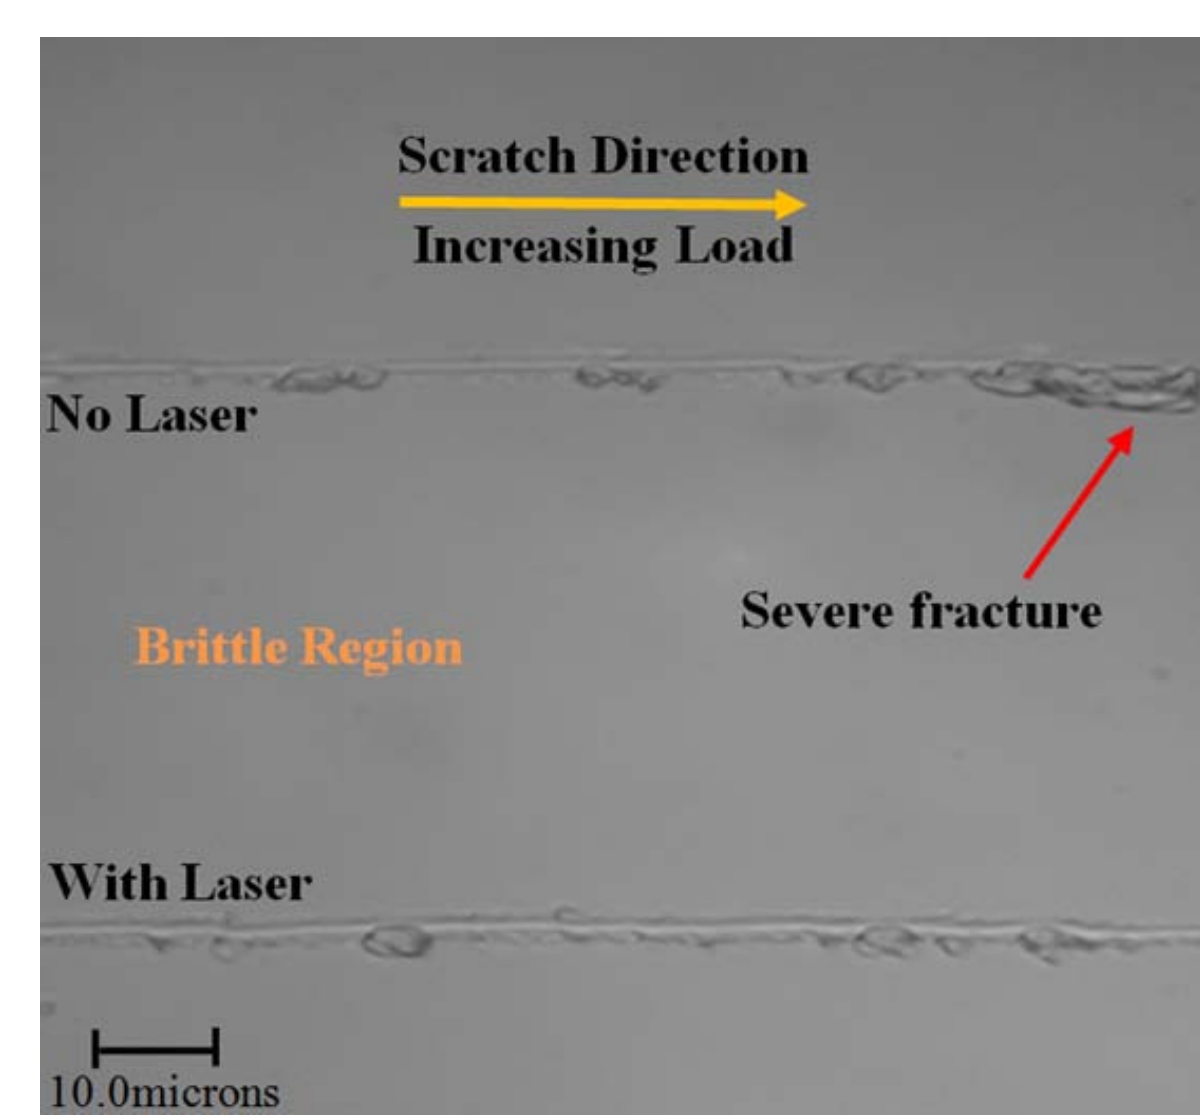 Scratch Direction
Increasing Load
No Laser
Severe fracture
Brittle Region
With Laser
10.0microns